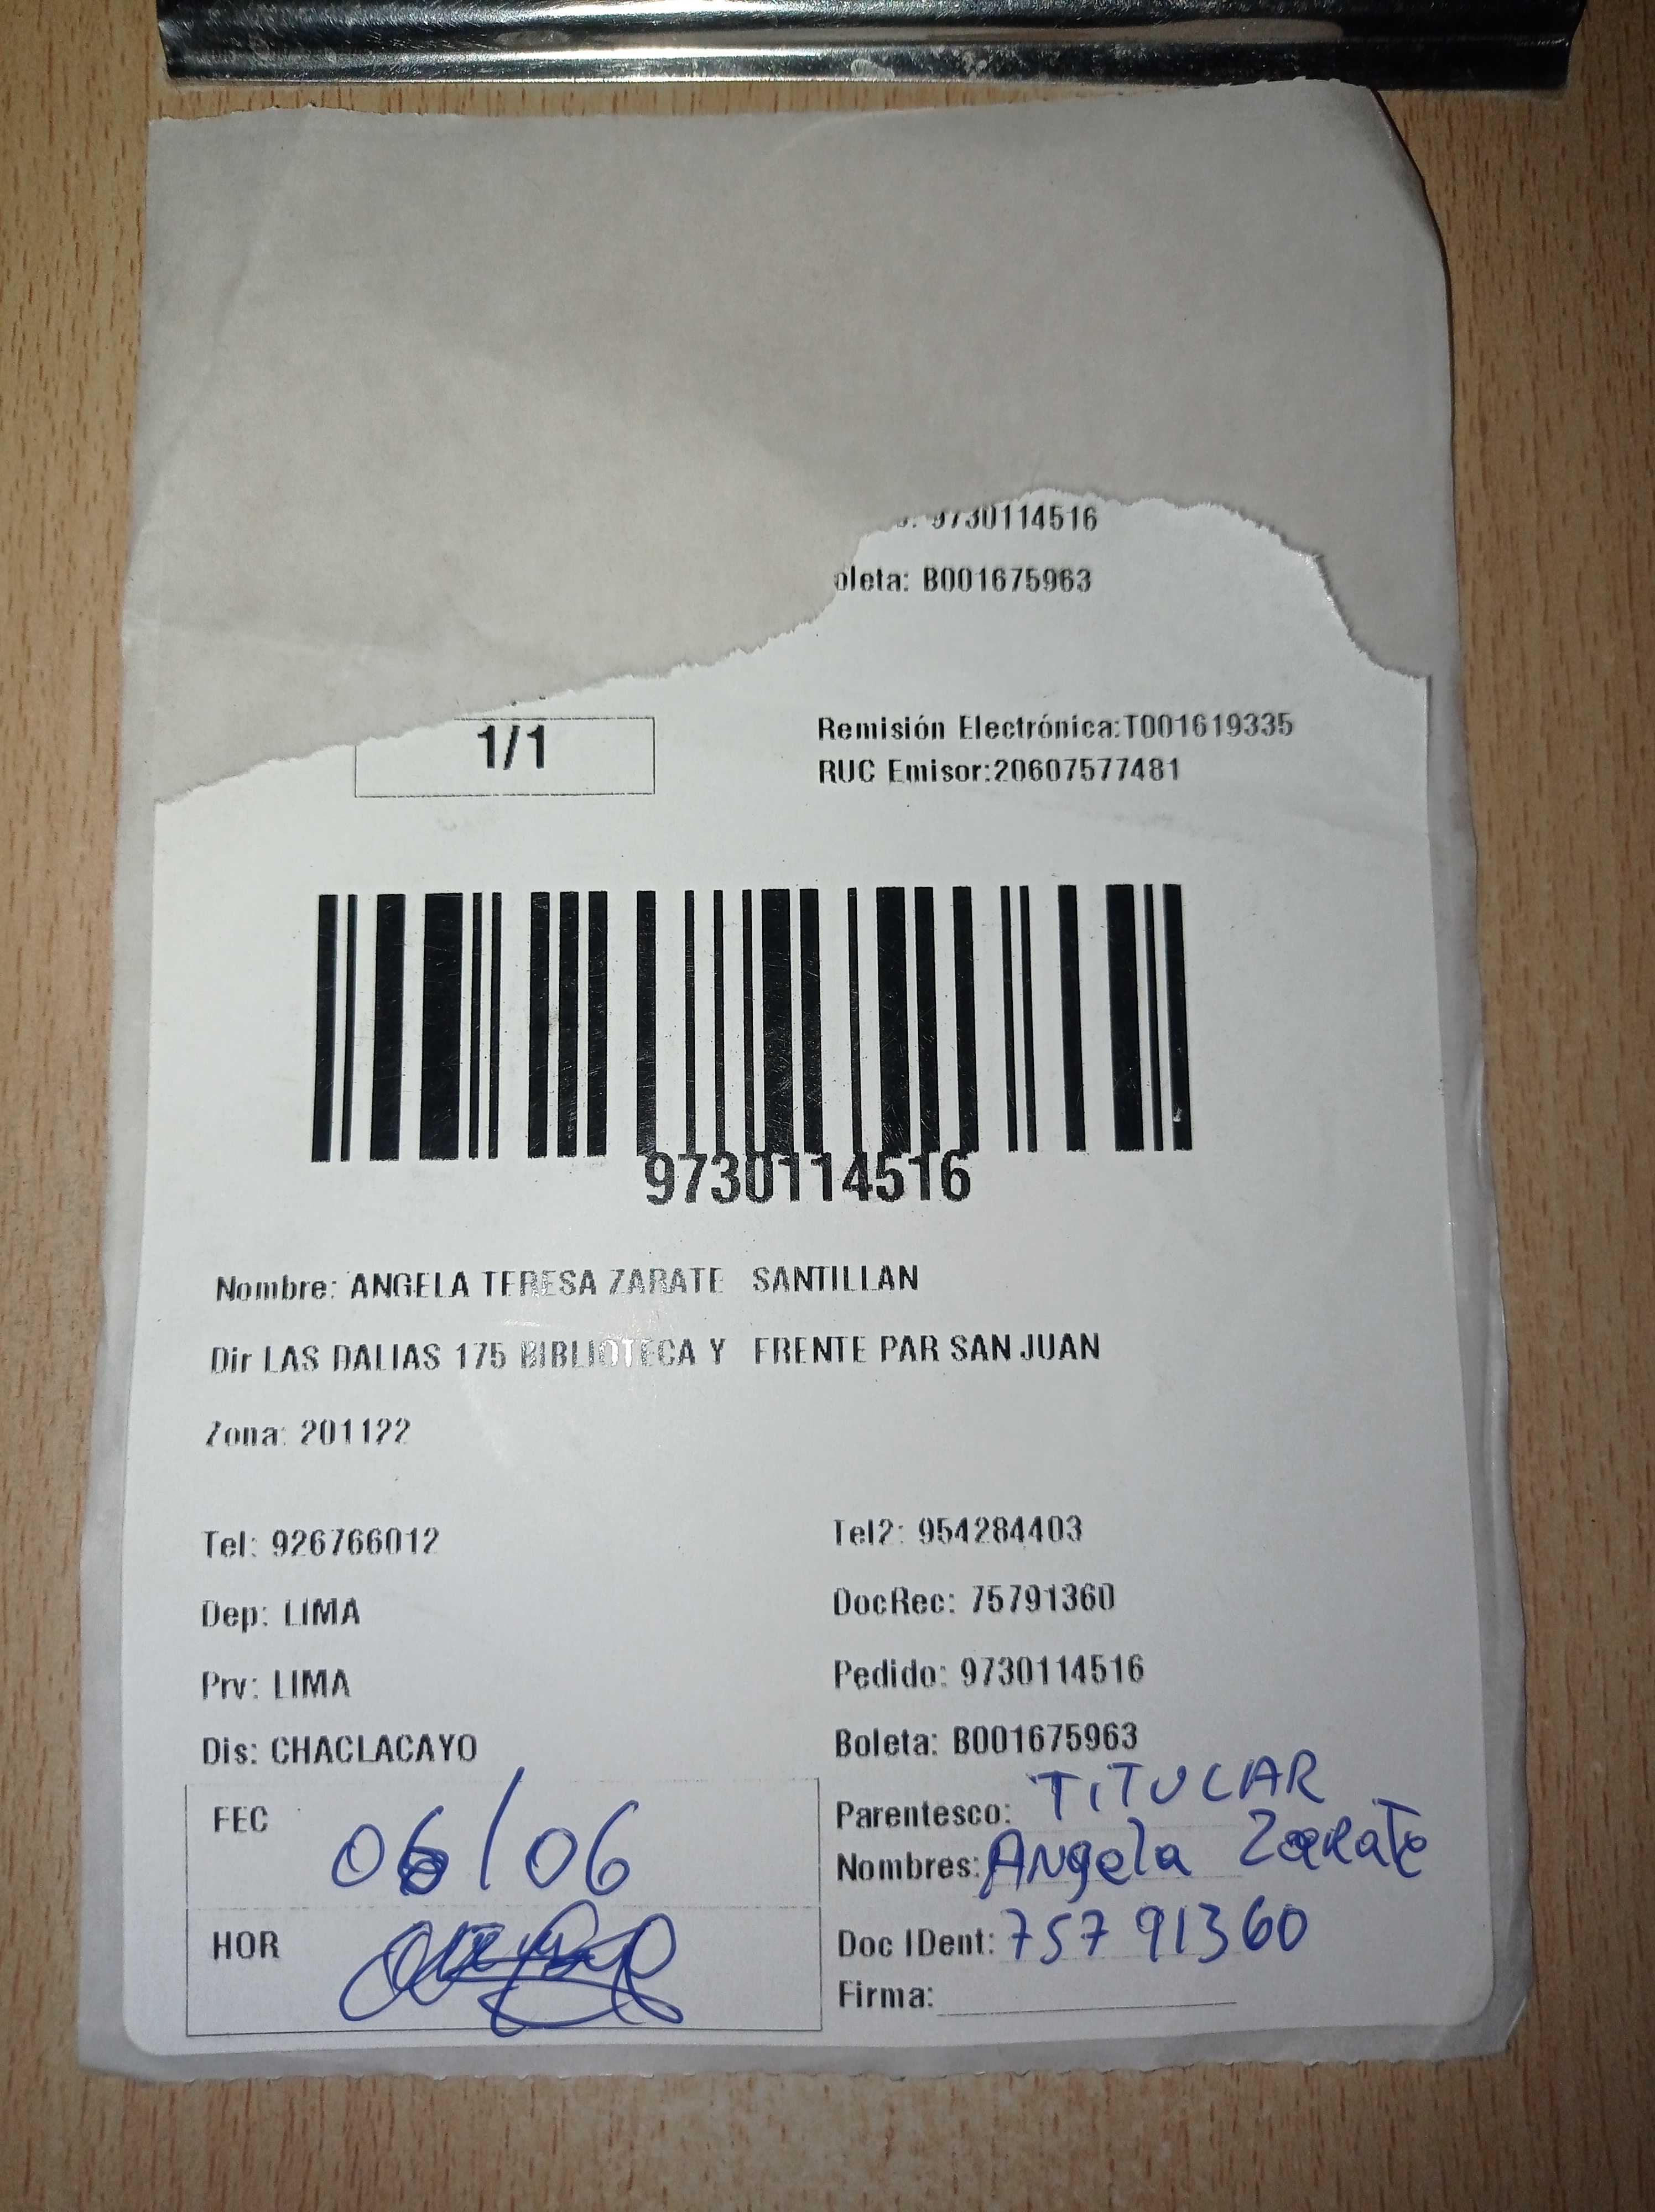 9730114516
oleta: B001675963
1/1
Remisión Electrónica:T001619335
RUC Emisor:20607577481
9730114516
Nombre: ANGELA TERESA ZARATE SANTILLAN
Dir LAS DALIAS 175 BIBLIOTECA Y FRENTE PAR SAN JUAN
Zona: 201122
Tel: 926766012
Tel2: 954284403
Dep: LIMA
DocRec: 75791360
Prv: LIMA
Pedido: 9730114516
Dis: CHACLACAYO
Boleta: B001675963
FEC 06/06
Parentesco: TITULAR
Nombres: Angela Zarate
HOR
Doc IDent: 75791360
Firma: